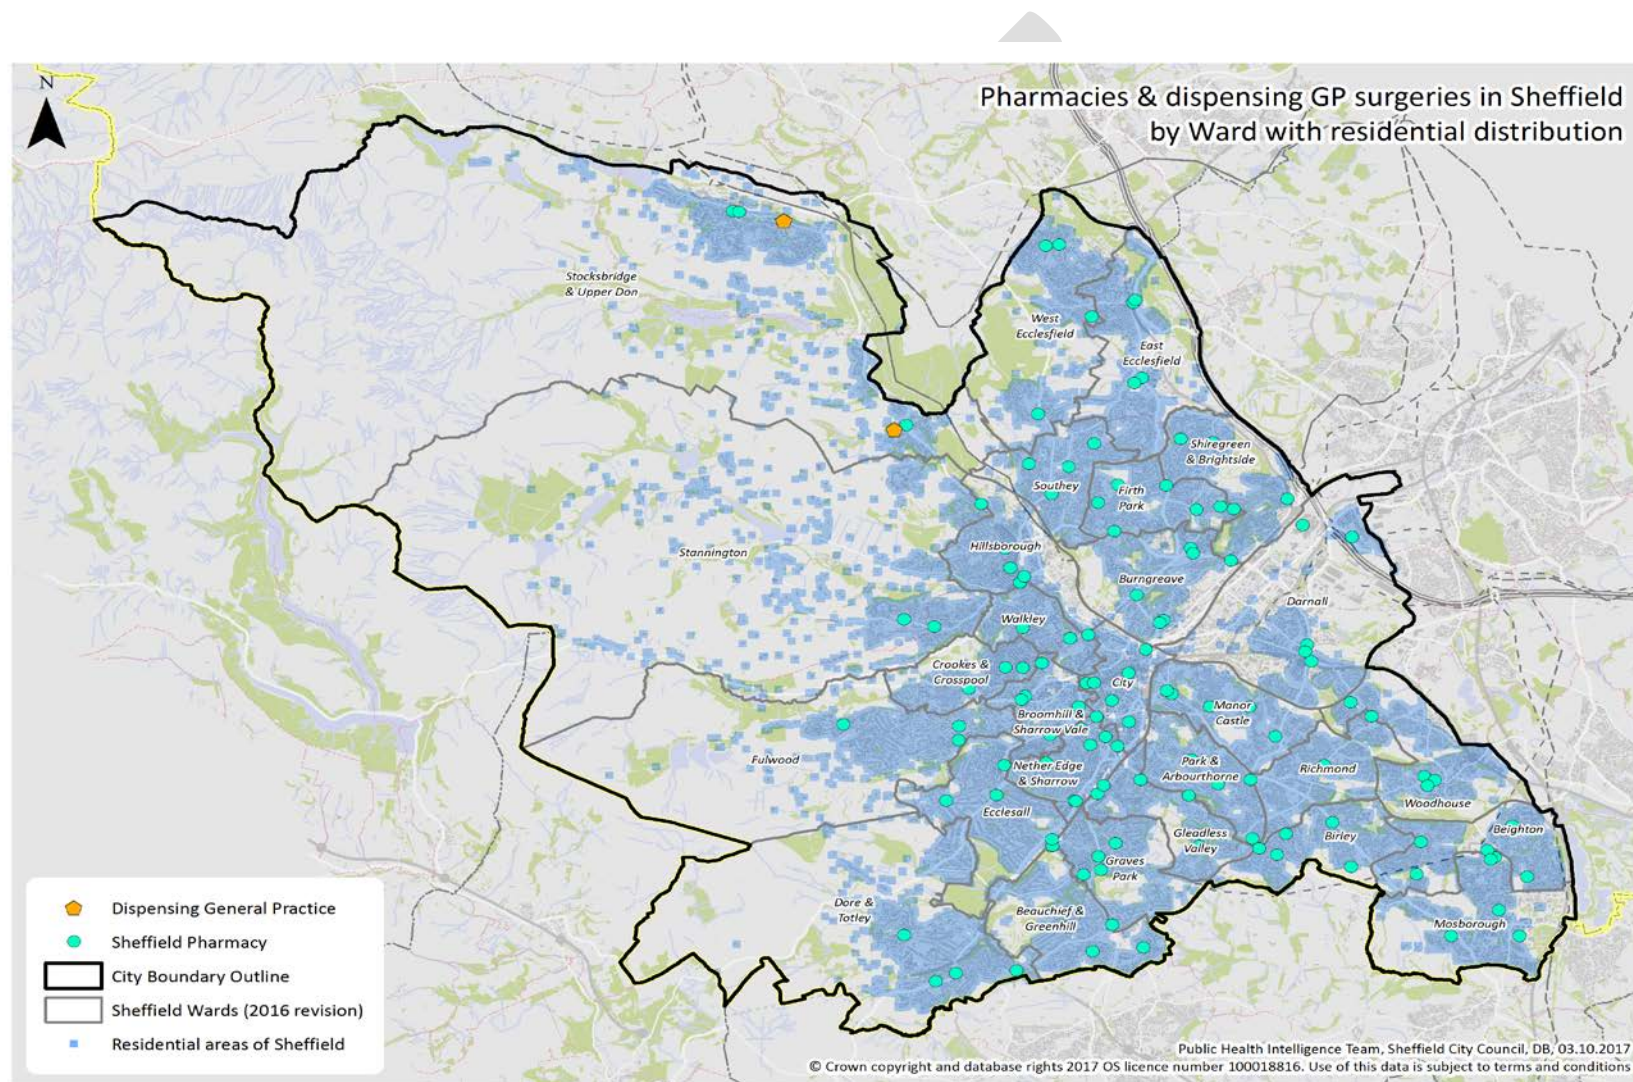 N
Pharmacies & dispensing GP surgeries in Sheffield
by Ward with residential distribution
Stocksbridge
& Upper Don
West
Ecclesfield
East
Ecclesfield
Shiregreen
& Brightside
Southey
Firth
Park
Hillsborough
Stannington
Burngreave
Darnall
Walkley
Crookes &
Crosspool
City
Manor
Castle
Broomhill &
Sharrow Vale
Fulwood
Nether Edge
& Sharrow
Park &
Arbourthorne
Richmond
Woodhouse
Ecclesall
Gleadless
Valley
Birley
Beighton
Graves
Park
Dore &
Totley
Beauchief &
Greenhill
Mosborough
Dispensing General Practice
Sheffield Pharmacy
City Boundary Outline
Sheffield Wards (2016 revision)
Residential areas of Sheffield
Public Health Intelligence Team, Sheffield City Council, DB, 03.10.2017
© Crown copyright and database rights 2017 OS licence number 100018816. Use of this data is subject to terms and conditions